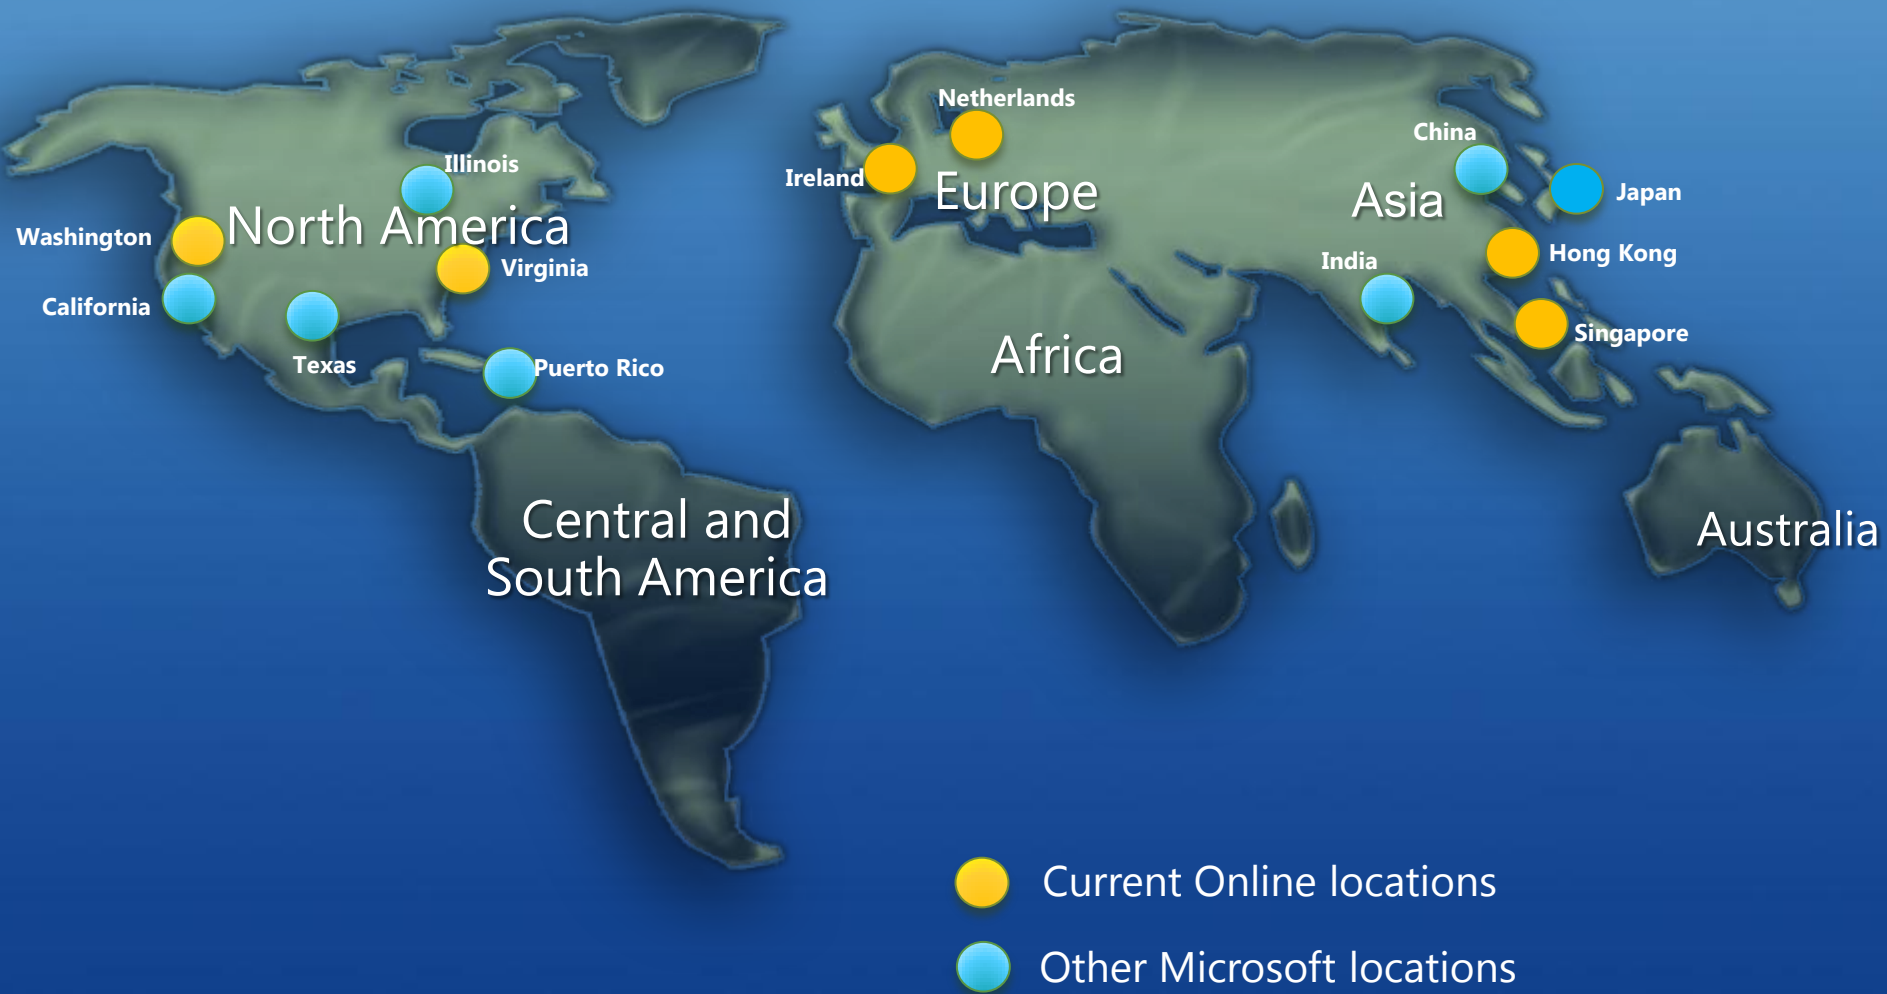 Netherlands
China
Illinois
Ireland
Europe
Asia
Japan
North America
Washington
Virginia
Hong Kong
India
California
Singapore
Africa
Texas
Puerto Rico
Central and
South America
Australia
Current Online locations
Other Microsoft locations